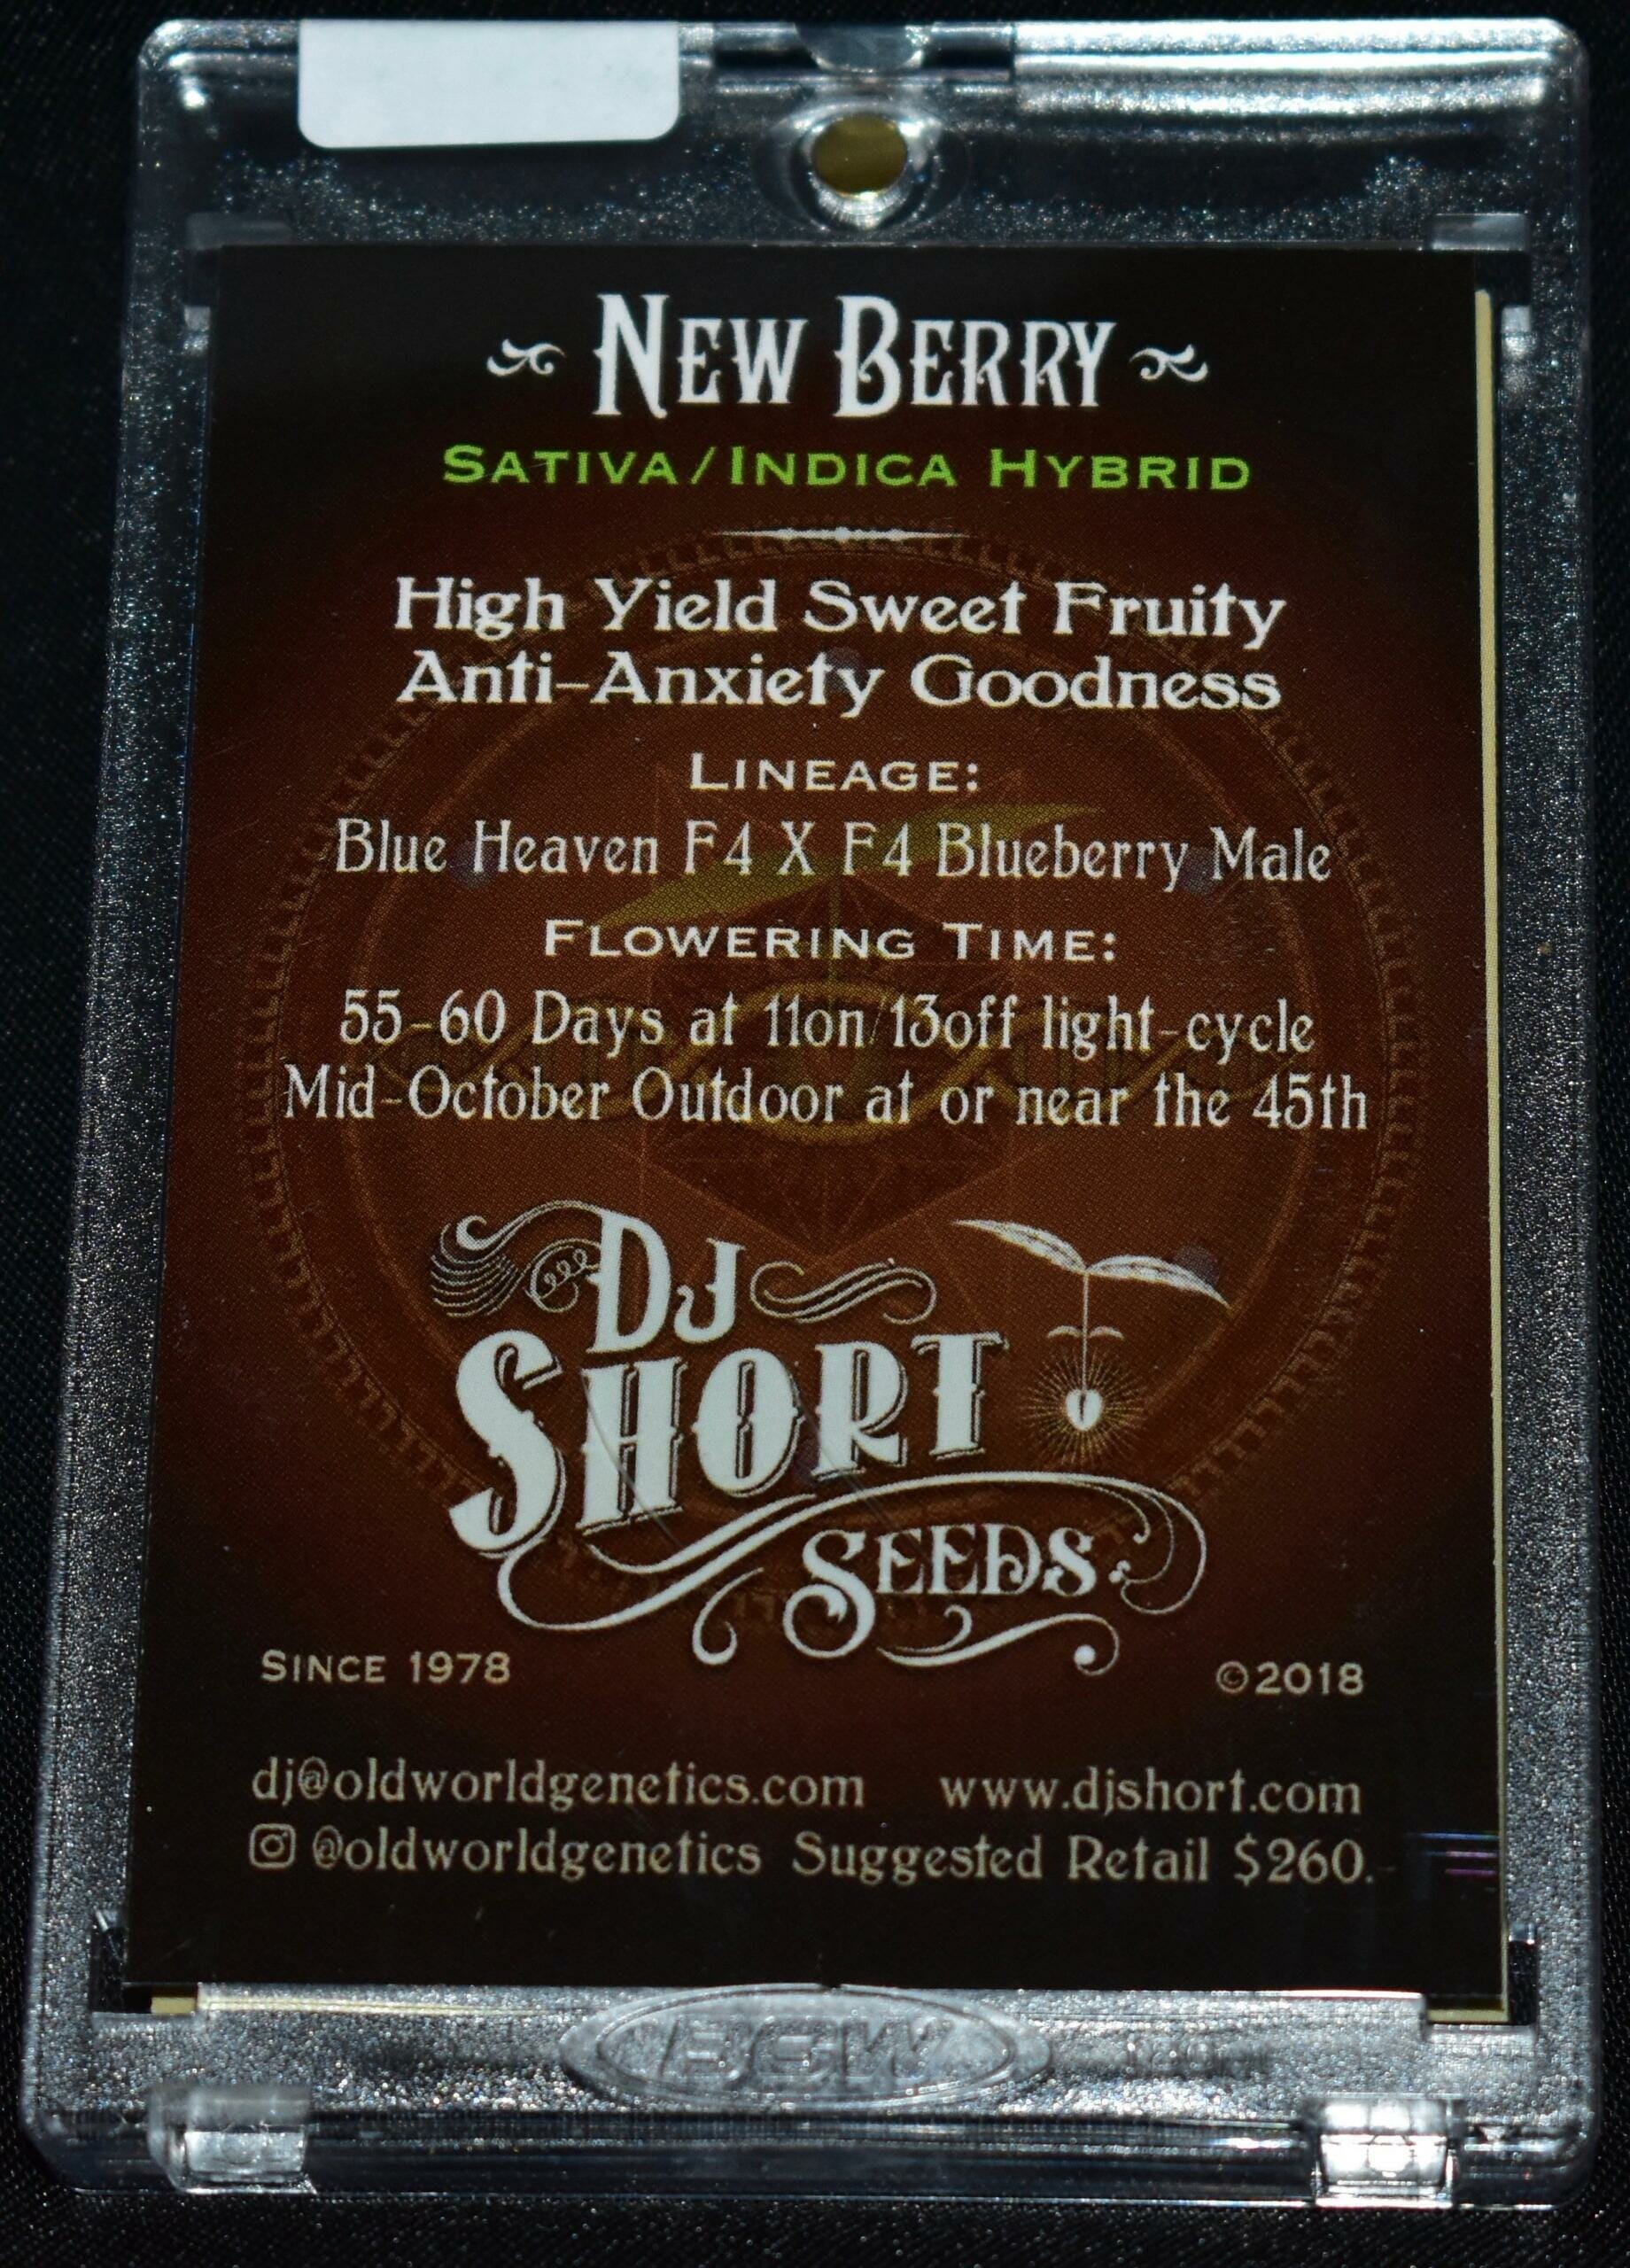 New Berry
Sativa/Indica Hybrid
High Yield Sweet Fruity
Anti-Anxiety Goodness
Lineage:
Blue Heaven F4 X F4 Blueberry Male
Flowering Time:
55-60 Days at 11on/13off light-cycle
Mid-October Outdoor at or near the 45th
DJ
Short
Seeds
Since 1978 ©2018
dj@oldworldgenetics.com www.djshort.com
@oldworldgenetics Suggested Retail $260.
BCW